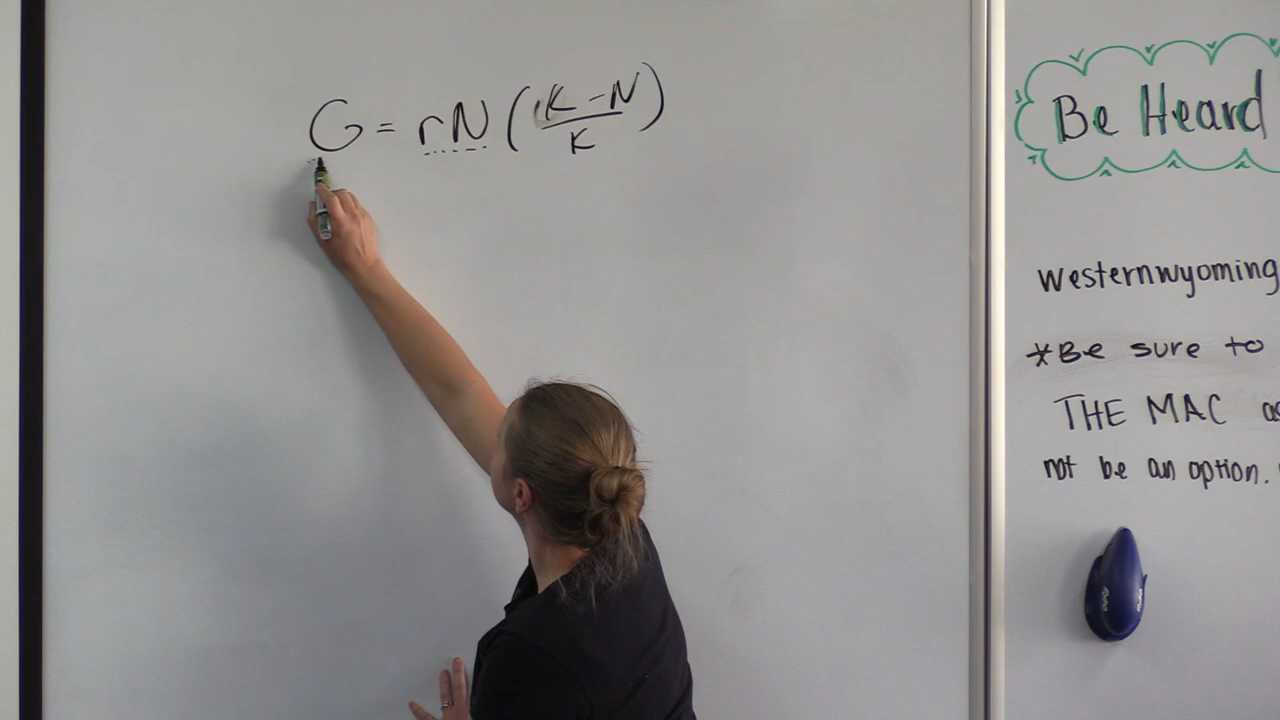 G = rN (K - N / K)
Be Heard
westernwyoming
*Be sure to
THE MAC
not be an option.